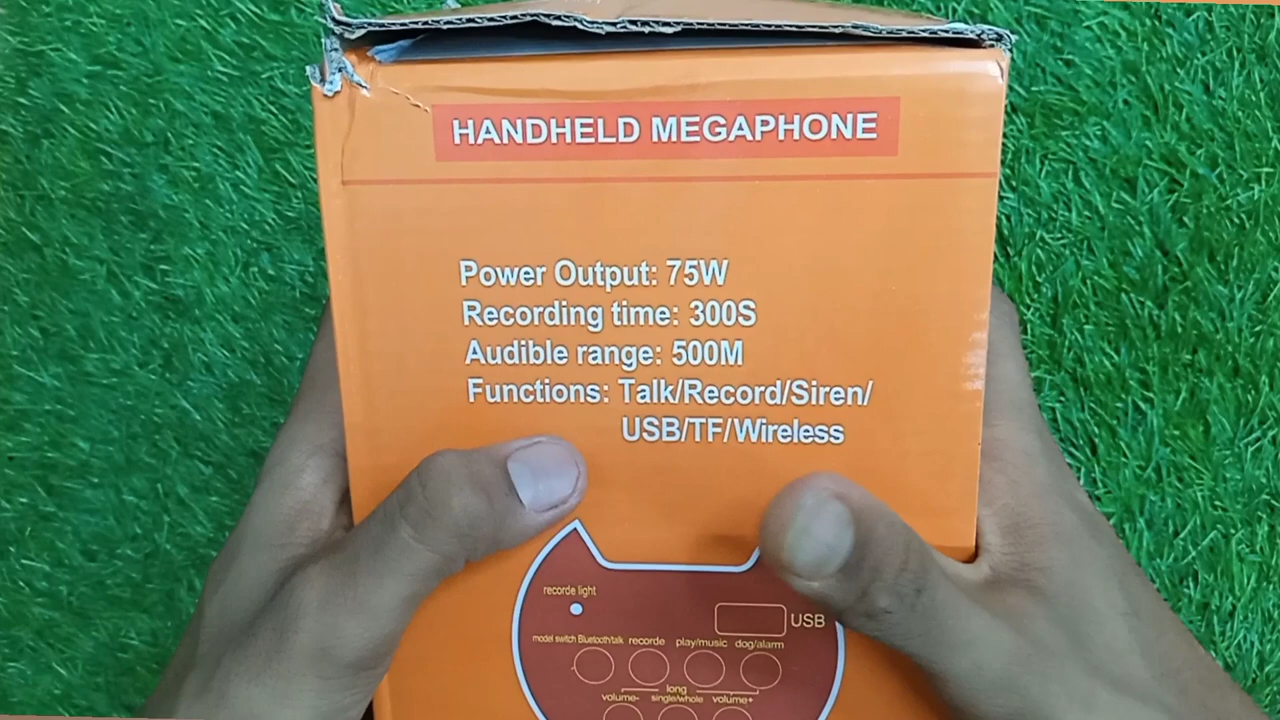 HANDHELD MEGAPHONE
Power Output: 75W
Recording time: 300S
Audible range: 500M
Functions: Talk/Record/Siren/
USB/TF/Wireless
recorde light
USB
model switch Bluetooth/talk recorde play/music dog/alarm
long
volume- single/whole volume+